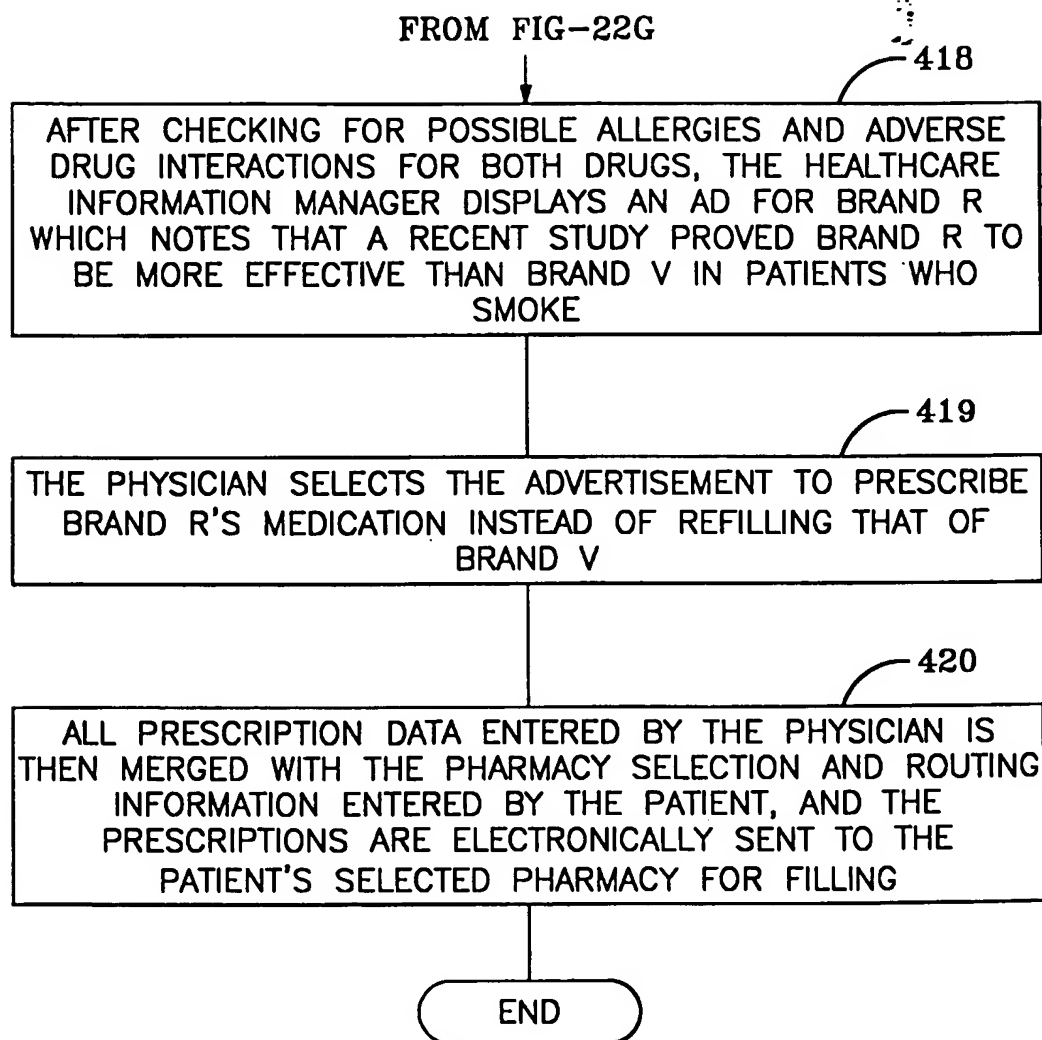 FROM FIG-22G
418
AFTER CHECKING FOR POSSIBLE ALLERGIES AND ADVERSE
DRUG INTERACTIONS FOR BOTH DRUGS, THE HEALTHCARE
INFORMATION MANAGER DISPLAYS AN AD FOR BRAND R
WHICH NOTES THAT A RECENT STUDY PROVED BRAND R TO
BE MORE EFFECTIVE THAN BRAND V IN PATIENTS WHO
SMOKE
419
THE PHYSICIAN SELECTS THE ADVERTISEMENT TO PRESCRIBE
BRAND R'S MEDICATION INSTEAD OF REFILLING THAT OF
BRAND V
420
ALL PRESCRIPTION DATA ENTERED BY THE PHYSICIAN IS
THEN MERGED WITH THE PHARMACY SELECTION AND ROUTING
INFORMATION ENTERED BY THE PATIENT, AND THE
PRESCRIPTIONS ARE ELECTRONICALLY SENT TO THE
PATIENT'S SELECTED PHARMACY FOR FILLING
END